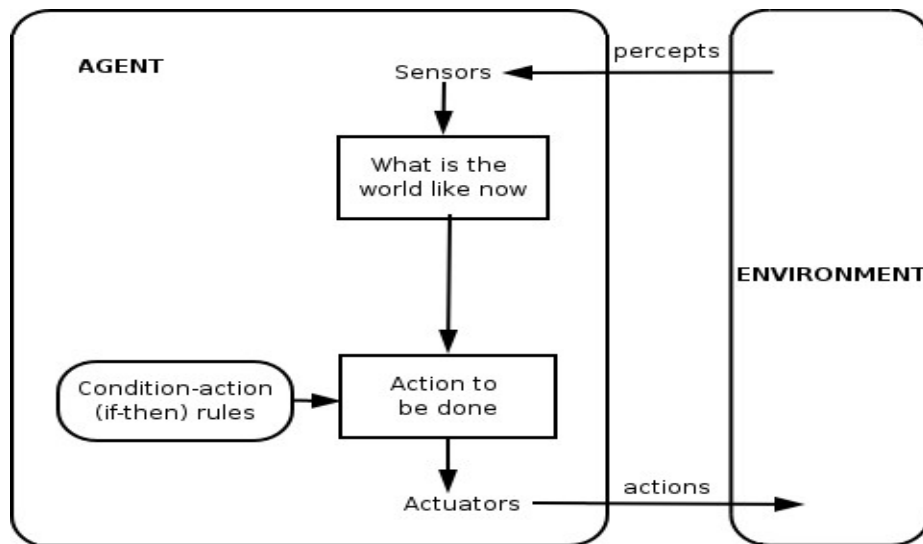 AGENT
Sensors
percepts
What is the
world like now
ENVIRONMENT
Condition-action
(if-then) rules
Action to
be done
Actuators
actions